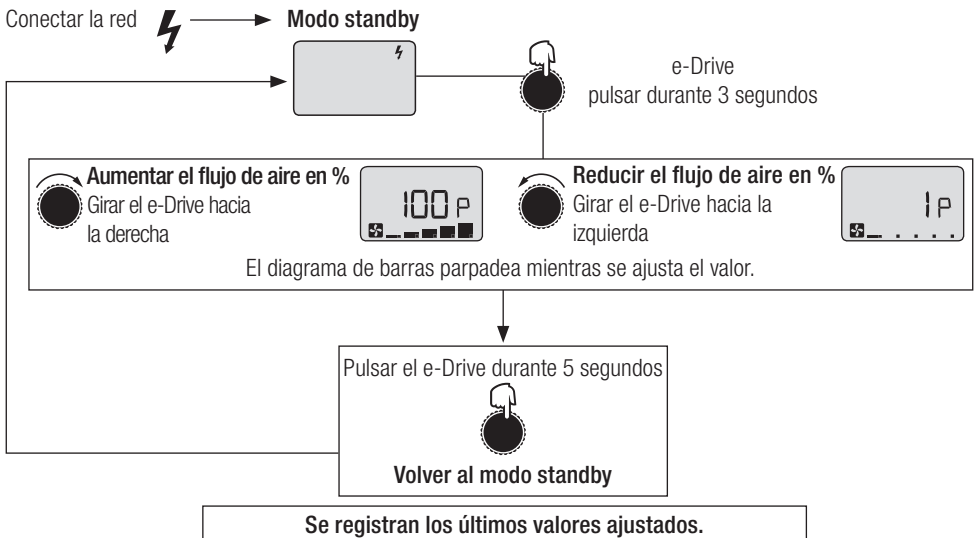 Conectar la red
Modo standby
e-Drive
pulsar durante 3 segundos
Aumentar el flujo de aire en %
Girar el e-Drive hacia
la derecha
100 P
Reducir el flujo de aire en %
Girar el e-Drive hacia la
izquierda
1 P
El diagrama de barras parpadea mientras se ajusta el valor.
Pulsar el e-Drive durante 5 segundos
Volver al modo standby
Se registran los últimos valores ajustados.